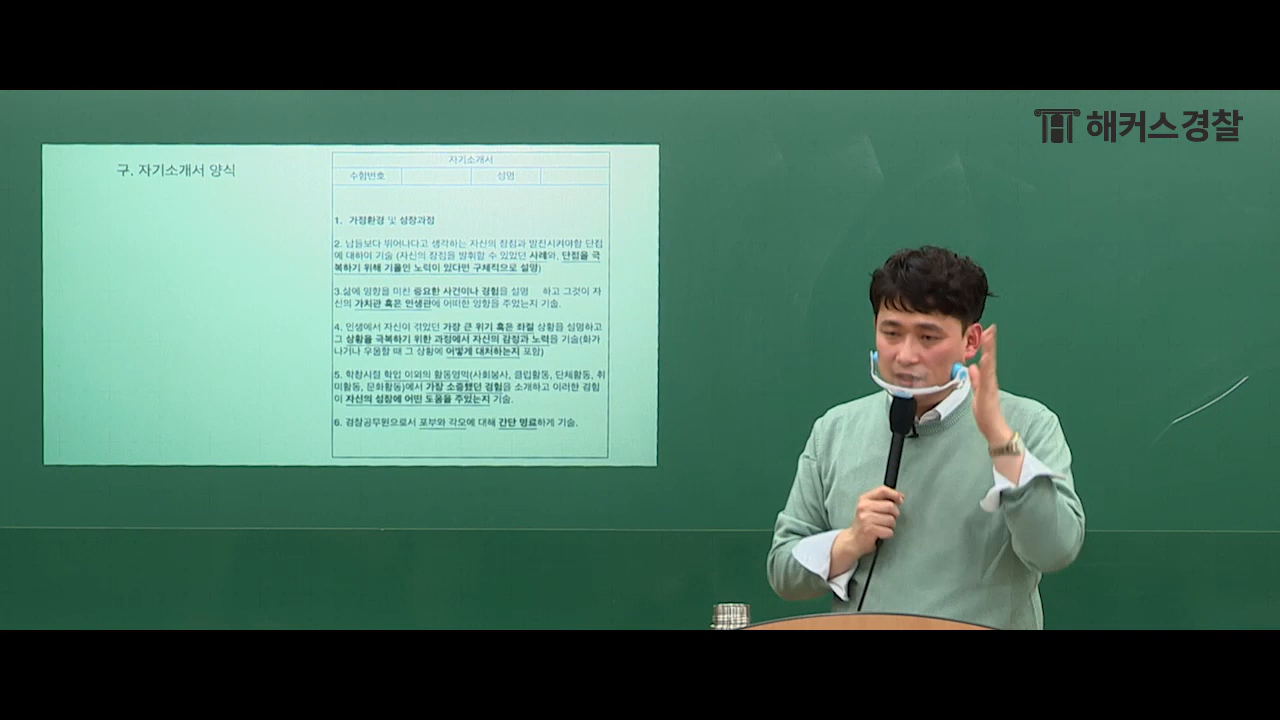 해커스경찰
구. 자기소개서 양식
자기소개서
수험번호 성명
1. 가정환경 및 성장과정
2. 남들보다 뛰어나다고 생각하는 자신의 장점과 발전시켜야할 단점
에 대하여 기술 (자신의 장점을 발휘할 수 있었던 사례와, 단점을 극
복하기 위해 기울인 노력이 있다면 구체적으로 설명)
3.삶에 영향을 미친 중요한 사건이나 경험을 설명 하고 그것이 자
신의 가치관 혹은 인생관에 어떠한 영향을 주었는지 기술.
4. 인생에서 자신이 겪었던 가장 큰 위기 혹은 좌절 상황을 설명하고
그 상황을 극복하기 위한 과정에서 자신의 감정과 노력을 기술(화가
나거나 우울할 때 그 상황에 어떻게 대처하는지 포함)
5. 학창시절 학업 이외의 활동영역(사회봉사, 클럽활동, 단체활동, 취
미활동, 문화활동)에서 가장 소중했던 경험을 소개하고 이러한 경험
이 자신의 성장에 어떤 도움을 주었는지 기술.
6. 경찰공무원으로서 포부와 각오에 대해 간단 명료하게 기술.